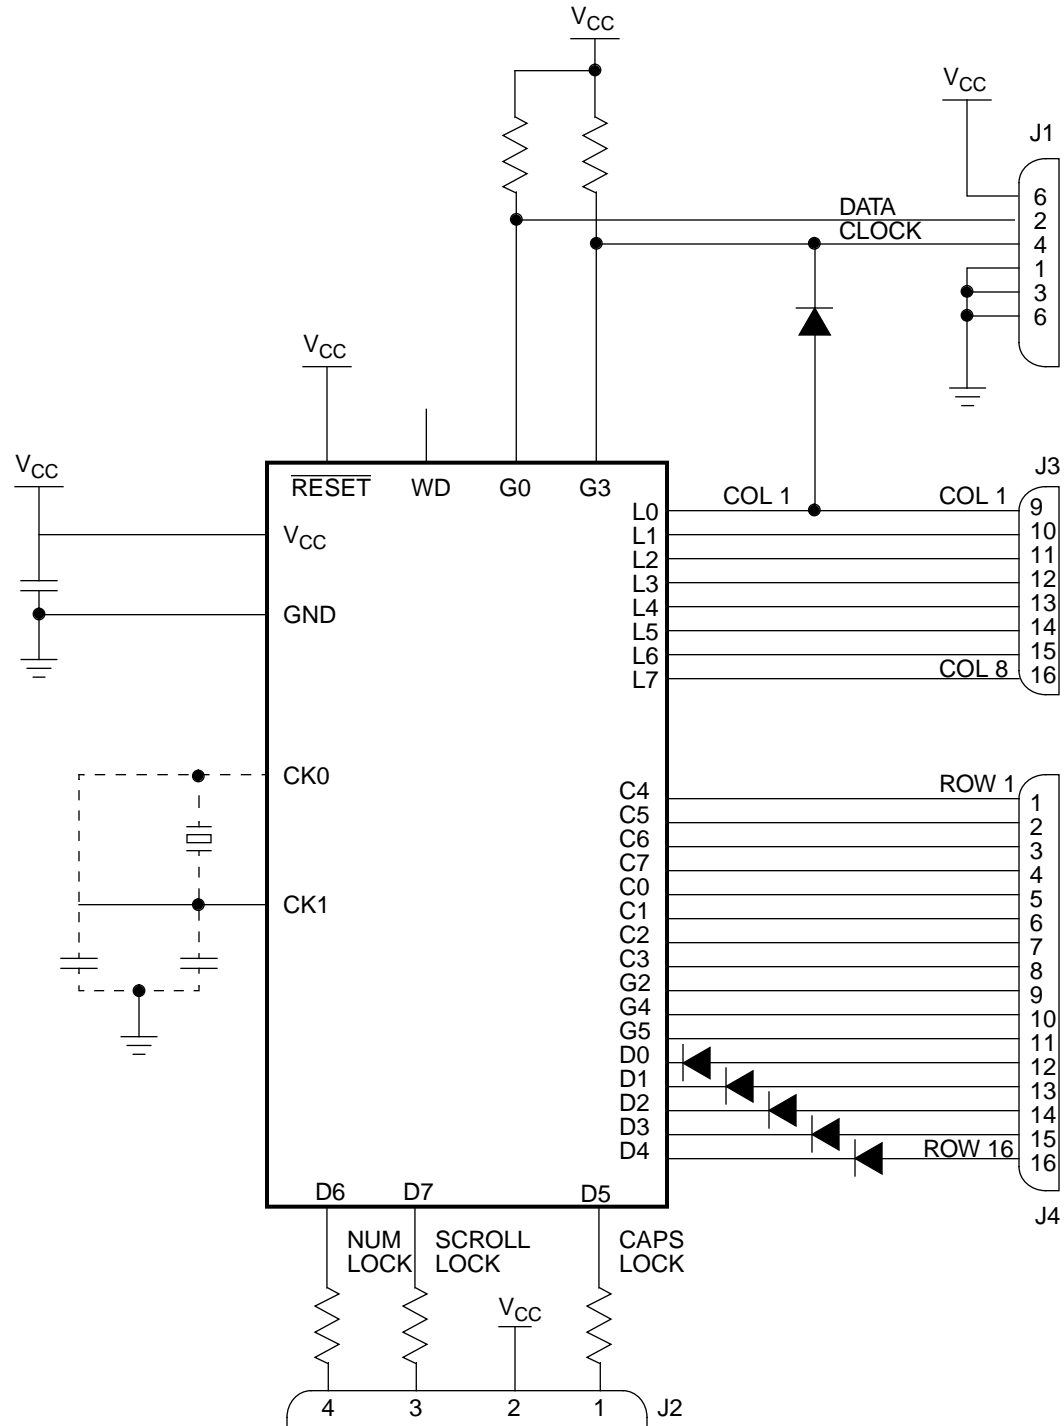 VCC
VCC
J1
6
DATA
2
CLOCK
4
1
3
6
VCC
VCC
RESET
WD
G0
G3
J3
VCC
GND
CK0
CK1
L0
COL 1
COL 1
9
L1
10
L2
11
L3
12
L4
13
L5
14
L6
15
L7
COL 8
16
C4
ROW 1
1
C5
2
C6
3
C7
4
C0
5
C1
6
C2
7
C3
8
G2
9
G4
10
G5
11
D0
12
D1
13
D2
14
D3
15
D4
ROW 16
16
J4
D6
D7
D5
NUM
LOCK
SCROLL
LOCK
CAPS
LOCK
VCC
4
3
2
1
J2